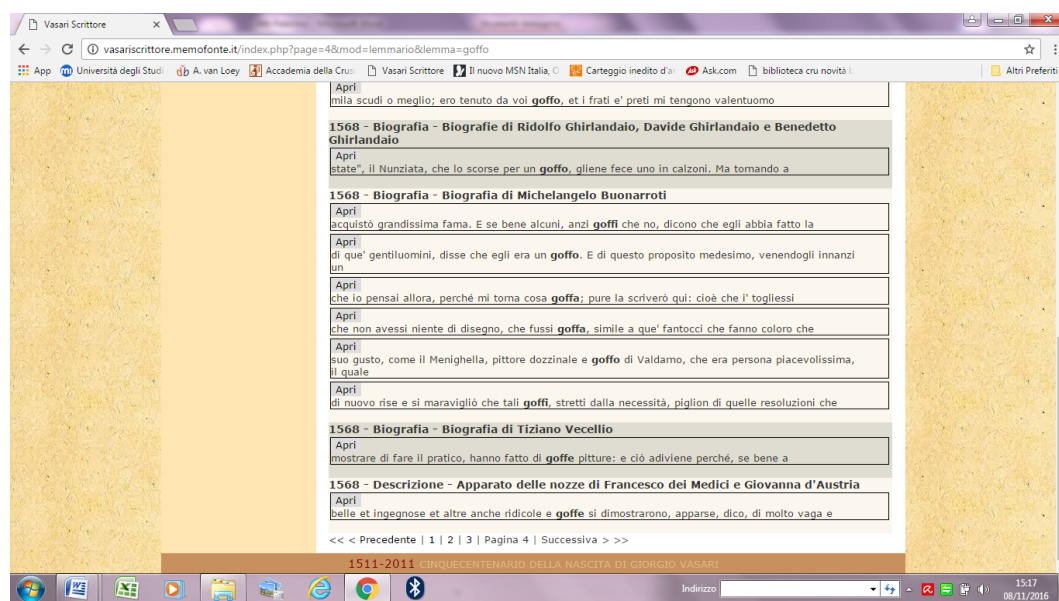 Vasari Scrittore
vasariscrittore.memofonte.it/index.php?page=4&mod=lemmario&lemma=goffo
App Università degli Studi A. van Loey Accademia della Crus Vasari Scrittore Il nuovo MSN Italia, C Carteggio inedito d'ar Ask.com biblioteca cru novità Altri Preferiti
Apri
mila scudi o meglio; ero tenuto da voi goffo, et i frati e' preti mi tengono valentuomo
1568 - Biografia - Biografie di Ridolfo Ghirlandaio, Davide Ghirlandaio e Benedetto
Ghirlandaio
Apri
state", il Nunziata, che lo scorse per un goffo, gliene fece uno in calzoni. Ma tornando a
1568 - Biografia - Biografia di Michelangelo Buonarroti
Apri
acquistò grandissima fama. E se bene alcuni, anzi goffi che no, dicono che egli abbia fatto la
Apri
di que' gentiluomini, disse che egli era un goffo. E di questo proposito medesimo, venendogli innanzi
un
Apri
che io pensai allora, perché mi torna cosa goffa; pure la scriverò qui: cioè che i' togliessi
Apri
che non avessi niente di disegno, che fussi goffa, simile a que' fantocci che fanno coloro che
Apri
suo gusto, come il Menighella, pittore dozzinale e goffo di Valdarno, che era persona piacevolissima,
il quale
Apri
di nuovo rise e si maravigliò che tali goffi, stretti dalla necessità, piglion di quelle resoluzioni che
1568 - Biografia - Biografia di Tiziano Vecellio
Apri
mostrare di fare il pratico, hanno fatto di goffe pitture: e ciò adiviene perché, se bene a
1568 - Descrizione - Apparato delle nozze di Francesco dei Medici e Giovanna d'Austria
Apri
belle et ingegnose et altre anche ridicole e goffe si dimostrarono, apparse, dico, di molto vaga e
<< < Precedente | 1 | 2 | 3 | Pagina 4 | Successiva > >>
1511-2011 CINQUECENTENARIO DELLA NASCITA DI GIORGIO VASARI
Indirizzo
15:17
08/11/2016